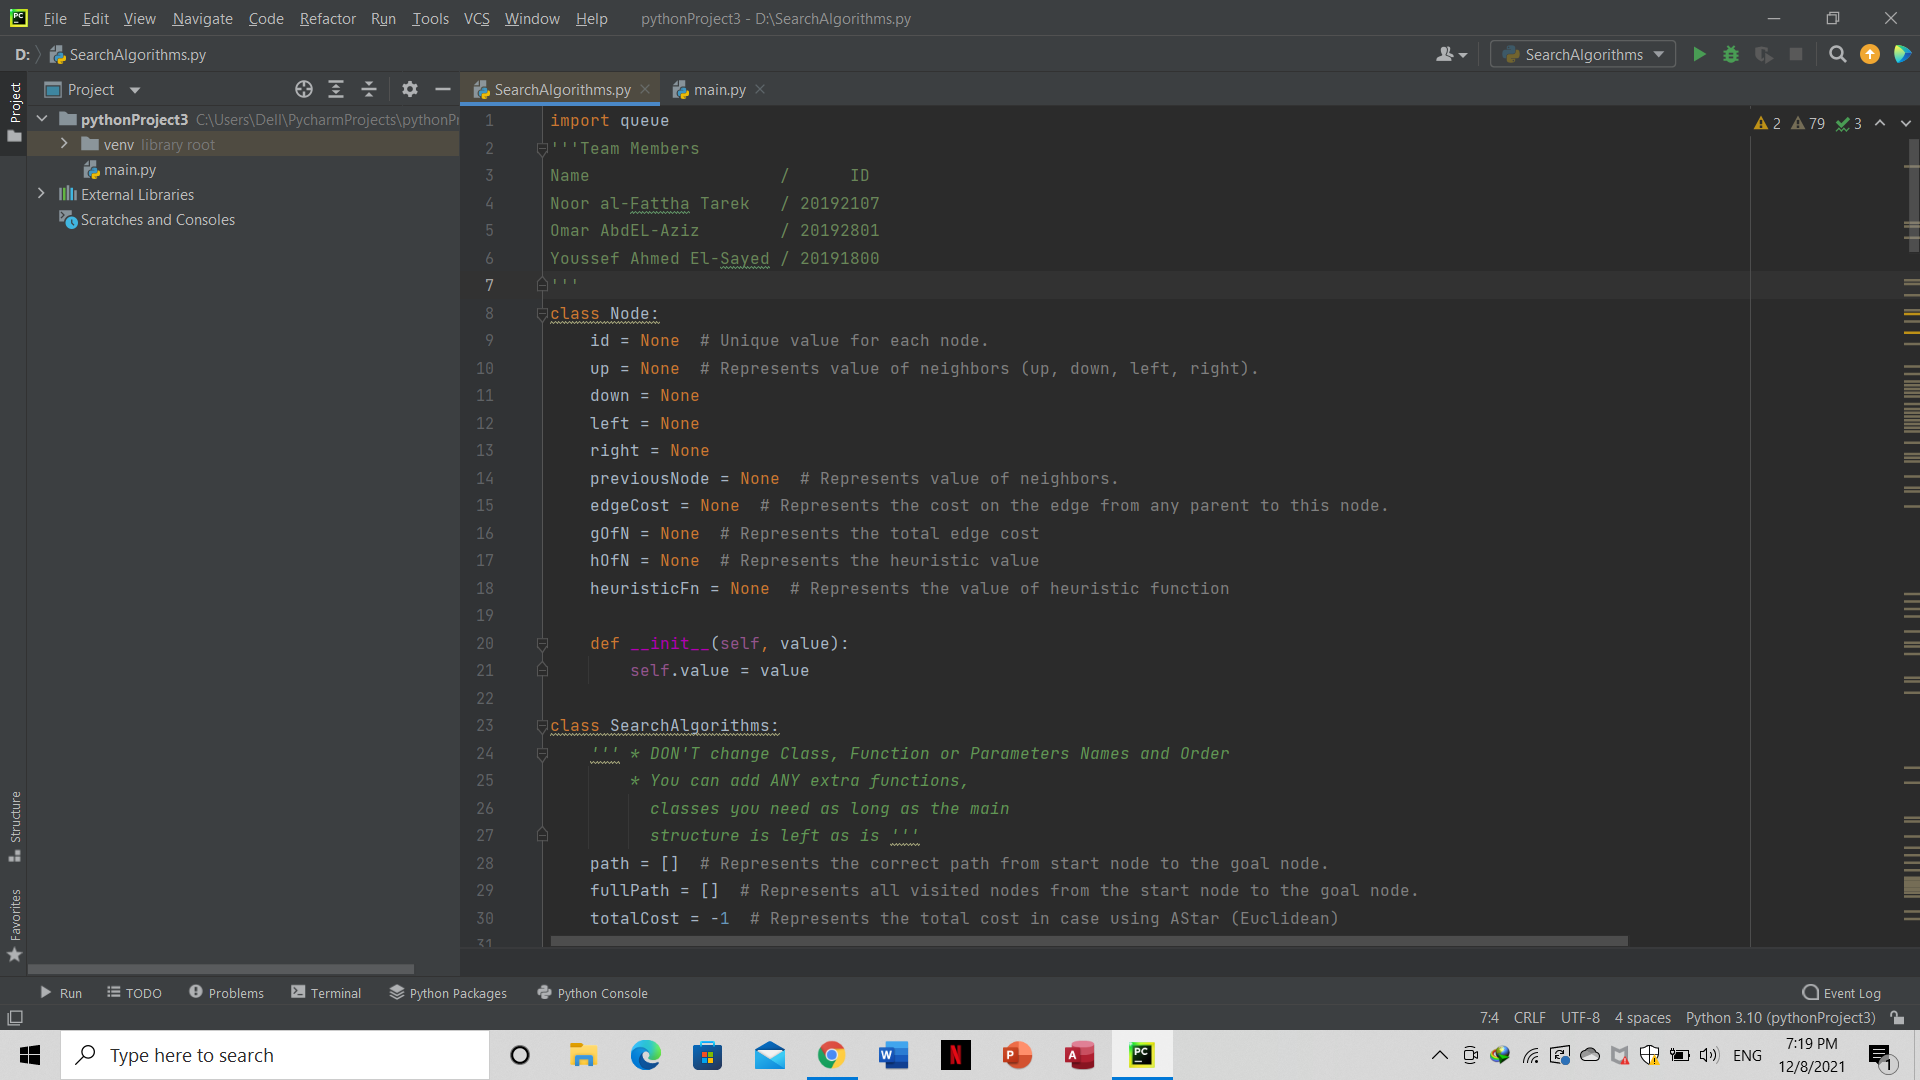 File Edit View Navigate Code Refactor Run Tools VCS Window Help pythonProject3 - D:\SearchAlgorithms.py
D: SearchAlgorithms.py SearchAlgorithms
Project
Project SearchAlgorithms.py main.py
pythonProject3 C:\Users\Dell\PycharmProjects\pythonP
venv library root
main.py
External Libraries
Scratches and Consoles
2 79 3
1 import queue
2 '''Team Members
3 Name / ID
4 Noor al-Fattha Tarek / 20192107
5 Omar AbdEL-Aziz / 20192801
6 Youssef Ahmed El-Sayed / 20191800
7 '''
8 class Node:
9 id = None # Unique value for each node.
10 up = None # Represents value of neighbors (up, down, left, right).
11 down = None
12 left = None
13 right = None
14 previousNode = None # Represents value of neighbors.
15 edgeCost = None # Represents the cost on the edge from any parent to this node.
16 gOfN = None # Represents the total edge cost
17 hOfN = None # Represents the heuristic value
18 heuristicFn = None # Represents the value of heuristic function
19
20 def __init__(self, value):
21 self.value = value
22
23 class SearchAlgorithms:
24 ''' * DON'T change Class, Function or Parameters Names and Order
25 * You can add ANY extra functions,
26 classes you need as long as the main
27 structure is left as is '''
28 path = [] # Represents the correct path from start node to the goal node.
29 fullPath = [] # Represents all visited nodes from the start node to the goal node.
30 totalCost = -1 # Represents the total cost in case using AStar (Euclidean)
31
Structure
Favorites
Run TODO Problems Terminal Python Packages Python Console Event Log
7:4 CRLF UTF-8 4 spaces Python 3.10 (pythonProject3)
Type here to search
ENG
7:19 PM
12/8/2021
1